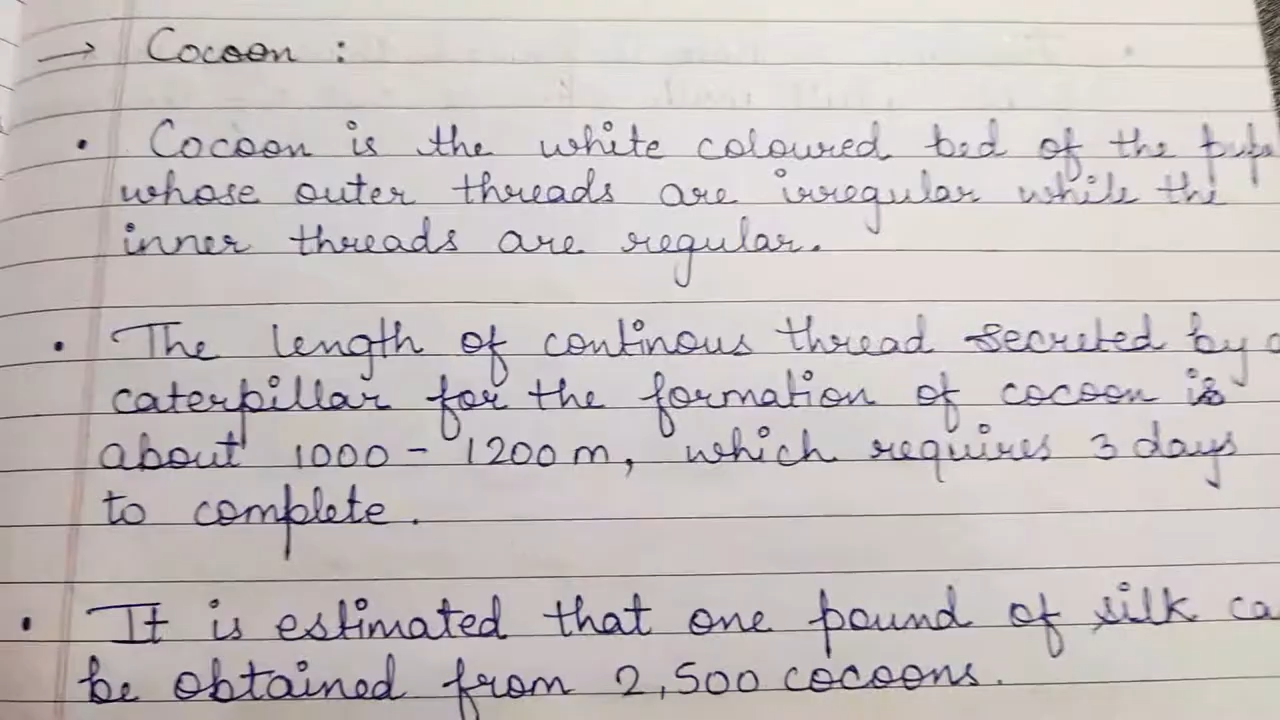 → Cocoon :
• Cocoon is the white coloured bed of the pupa
whose outer threads are irregular while the
inner threads are regular.
• The length of continous thread secreted by a
caterpillar for the formation of cocoon is
about 1000 - 1200 m, which requires 3 days
to complete.
• It is estimated that one pound of silk ca
be obtained from 2,500 cocoons.